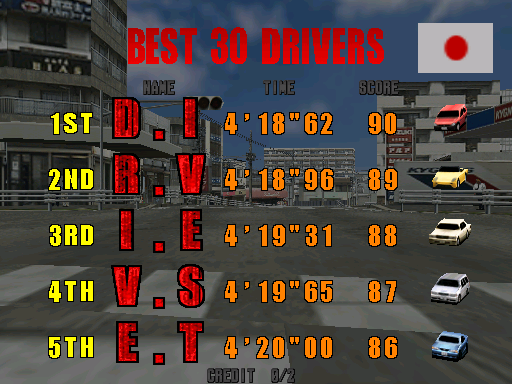 BEST 30 DRIVERS
NAME TIME SCORE
1ST D.I 4'18"62 90
2ND R.V 4'18"96 89
3RD I.E 4'19"31 88
4TH V.S 4'19"65 87
5TH E.T 4'20"00 86
CREDIT 0/2